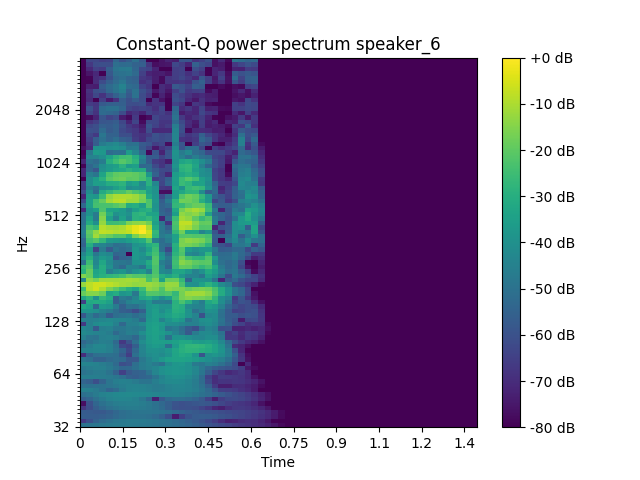 Constant-Q power spectrum speaker_6
+0 dB
2048
-10 dB
1024
-20 dB
512
-30 dB
Hz
-40 dB
256
-50 dB
128
-60 dB
64
-70 dB
32
-80 dB
0 0.15 0.3 0.45 0.6 0.75 0.9 1.1 1.2 1.4
Time